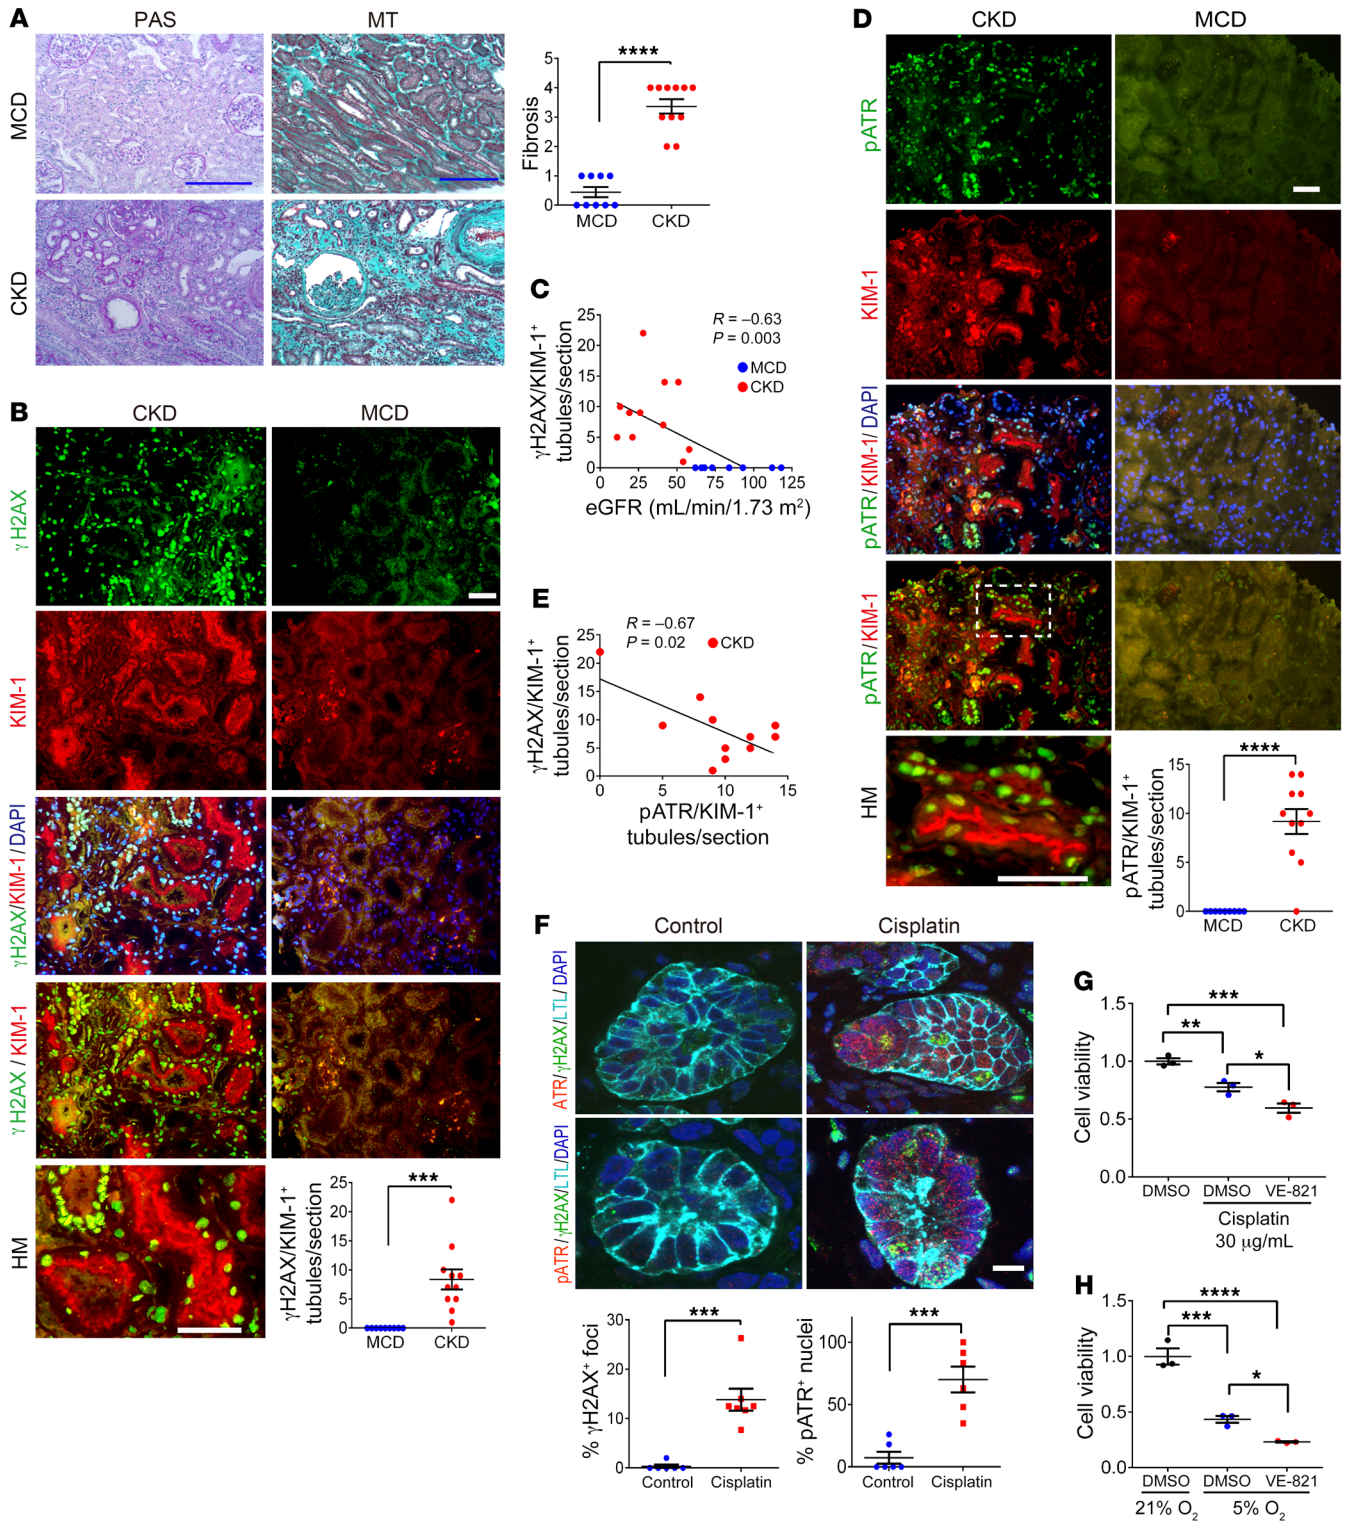 A
PAS
MT
MCD
CKD
Fibrosis
5
4
3
2
1
0
****
MCD
CKD
B
CKD
MCD
γH2AX
KIM-1
γH2AX/KIM-1/DAPI
γH2AX/KIM-1
HM
γH2AX/KIM-1⁺
tubules/section
25
20
15
10
5
0
***
MCD
CKD
C
γH2AX/KIM-1⁺
tubules/section
25
20
15
10
5
0
R = –0.63
P = 0.003
MCD
CKD
0 25 50 75 100 125
eGFR (mL/min/1.73 m²)
D
CKD
MCD
pATR
KIM-1
pATR/KIM-1/DAPI
pATR/KIM-1
HM
pATR/KIM-1⁺
tubules/section
15
10
5
0
****
MCD
CKD
E
γH2AX/KIM-1⁺
tubules/section
25
20
15
10
5
0
R = –0.67
P = 0.02
CKD
0 5 10 15
pATR/KIM-1⁺
tubules/section
F
Control
Cisplatin
ATR/γH2AX/LTL/DAPI
pATR/γH2AX/LTL/DAPI
% γH2AX⁺ foci
30
20
10
0
***
Control
Cisplatin
% pATR⁺ nuclei
100
50
0
***
Control
Cisplatin
G
Cell viability
1.5
1.0
0.5
0.0
***
**
*
DMSO DMSO VE-821
Cisplatin
30 µg/mL
H
Cell viability
1.5
1.0
0.5
0.0
****
***
*
DMSO DMSO VE-821
21% O₂ 5% O₂